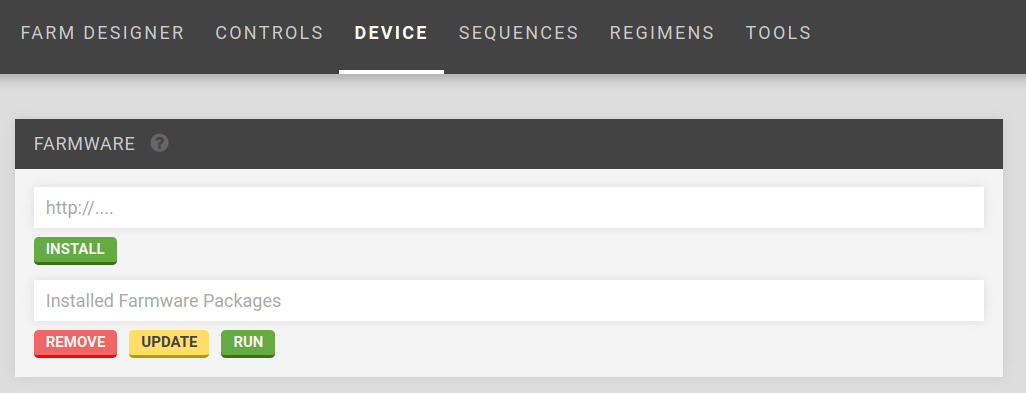 FARM DESIGNER CONTROLS DEVICE SEQUENCES REGIMENS TOOLS
FARMWARE ?
http://....
INSTALL
Installed Farmware Packages
REMOVE UPDATE RUN